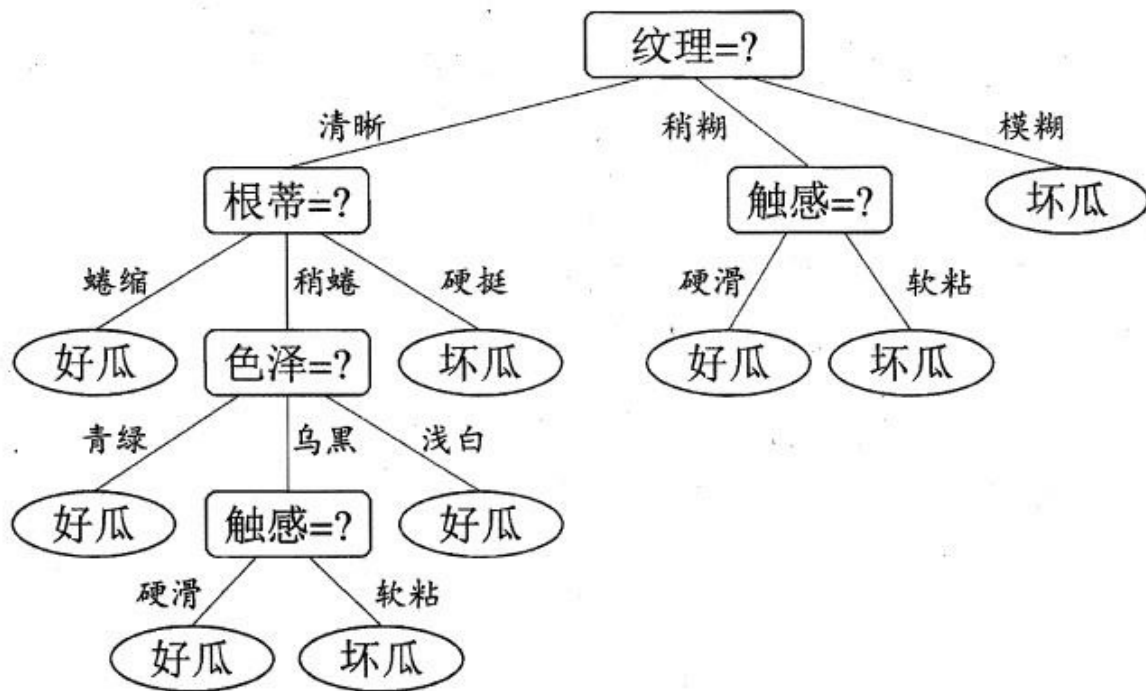 纹理=?
清晰 稍糊 模糊
根蒂=? 触感=? 坏瓜
蜷缩 稍蜷 硬挺 硬滑 软粘
好瓜 色泽=? 坏瓜 好瓜 坏瓜
青绿 乌黑 浅白
好瓜 触感=? 好瓜
硬滑 软粘
好瓜 坏瓜